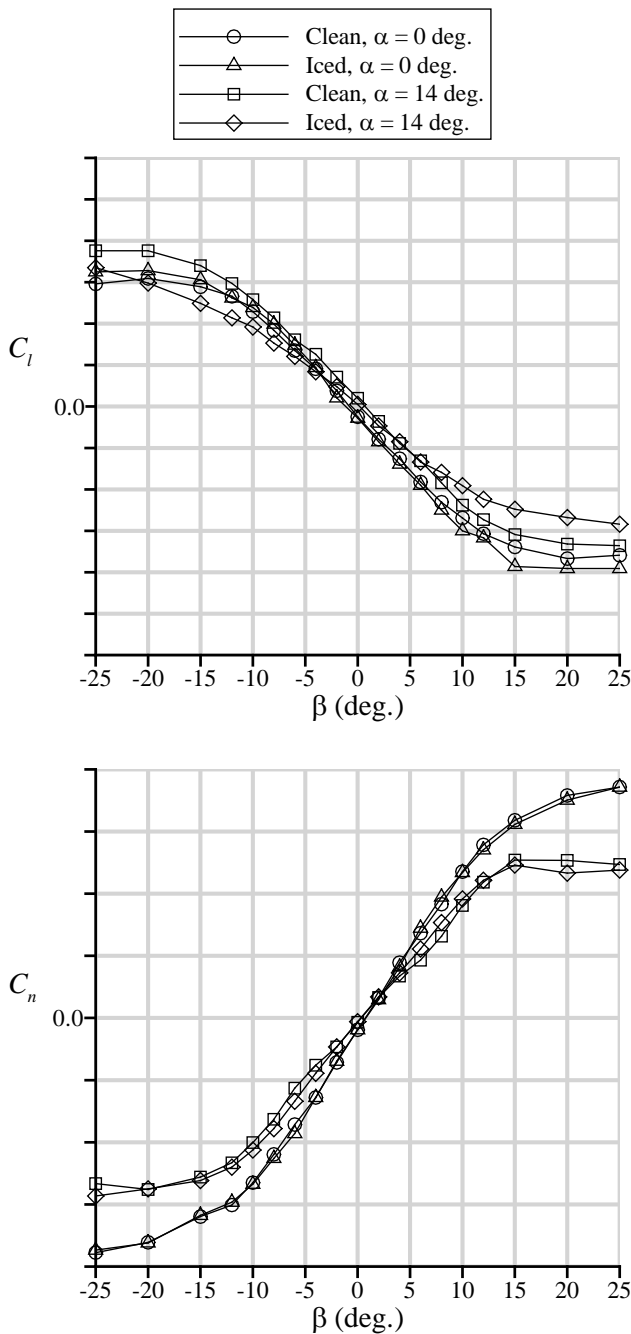 Clean, α = 0 deg.
Iced, α = 0 deg.
Clean, α = 14 deg.
Iced, α = 14 deg.
C_l
0.0
-25 -20 -15 -10 -5 0 5 10 15 20 25
β (deg.)
C_n
0.0
-25 -20 -15 -10 -5 0 5 10 15 20 25
β (deg.)